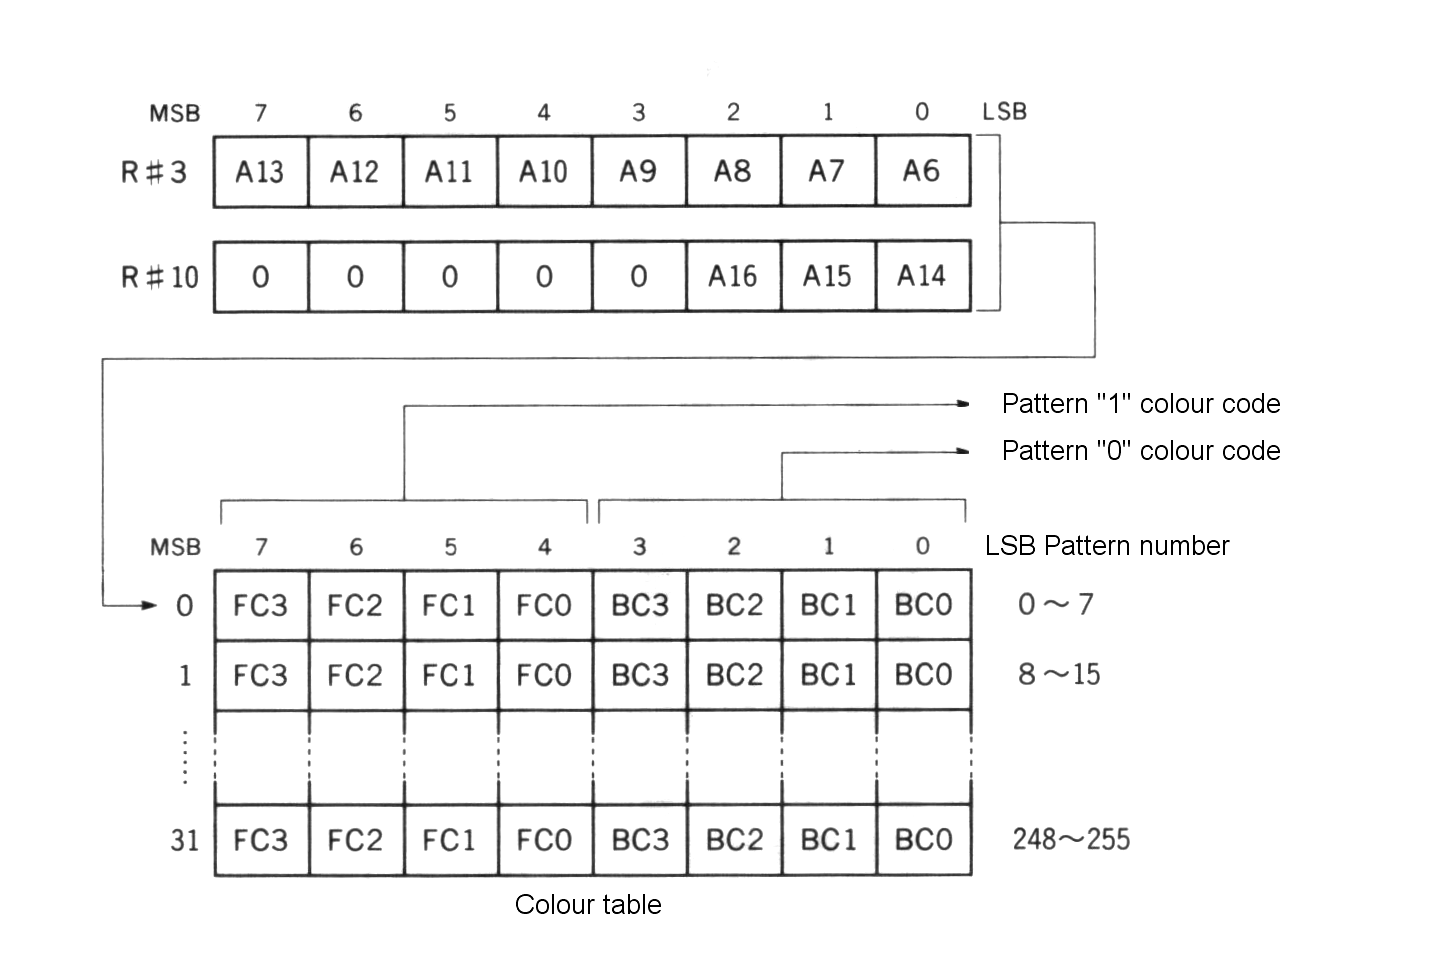 MSB 7 6 5 4 3 2 1 0 LSB
R#3 A13 A12 A11 A10 A9 A8 A7 A6
R#10 0 0 0 0 0 A16 A15 A14
Pattern "1" colour code
Pattern "0" colour code
MSB 7 6 5 4 3 2 1 0 LSB Pattern number
0 FC3 FC2 FC1 FC0 BC3 BC2 BC1 BC0 0~7
1 FC3 FC2 FC1 FC0 BC3 BC2 BC1 BC0 8~15
31 FC3 FC2 FC1 FC0 BC3 BC2 BC1 BC0 248~255
Colour table